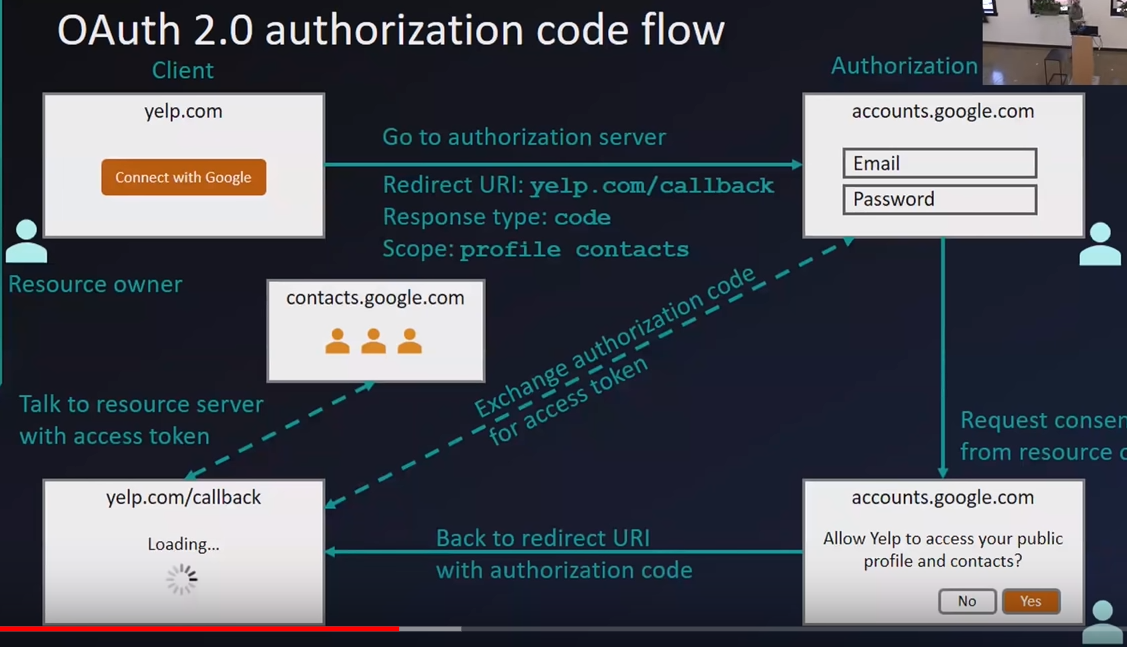 OAuth 2.0 authorization code flow
Client
Authorization
yelp.com
Connect with Google
Go to authorization server
Redirect URI: yelp.com/callback
Response type: code
Scope: profile contacts
accounts.google.com
Email
Password
Resource owner
contacts.google.com
Exchange authorization code
for access token
Talk to resource server
with access token
Request
from resource
yelp.com/callback
Loading...
Back to redirect URI
with authorization code
accounts.google.com
Allow Yelp to access your public
profile and contacts?
No
Yes